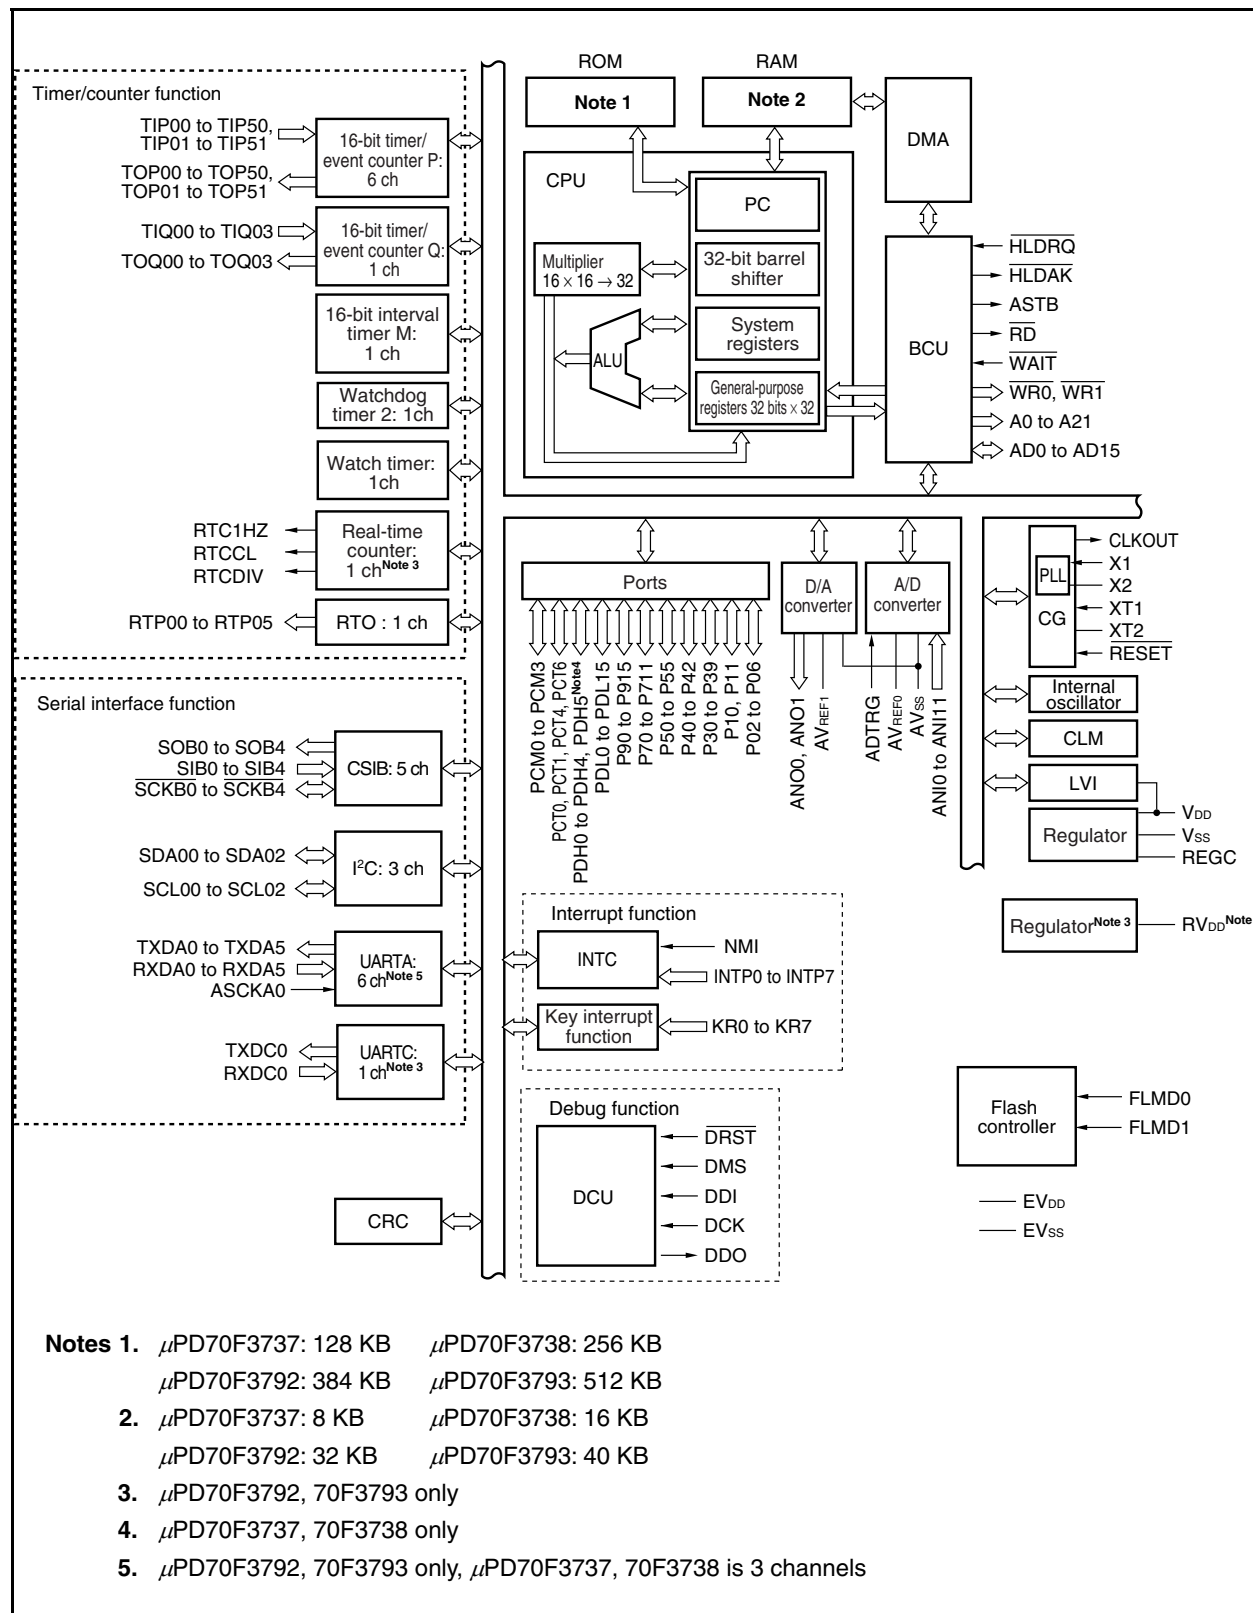 ROM
RAM
Note 1
Note 2
DMA
Timer/counter function
TIP00 to TIP50,
TIP01 to TIP51
TOP00 to TOP50,
TOP01 to TOP51
16-bit timer/
event counter P:
6 ch
TIQ00 to TIQ03
TOQ00 to TOQ03
16-bit timer/
event counter Q:
1 ch
16-bit interval
timer M:
1 ch
Watchdog
timer 2: 1ch
Watch timer:
1ch
RTC1HZ
RTCCL
RTCDIV
Real-time
counter:
1 ch Note 3
RTP00 to RTP05
RTO : 1 ch
CPU
PC
Multiplier
16 × 16 → 32
32-bit barrel
shifter
ALU
System
registers
General-purpose
registers 32 bits × 32
BCU
HLDRQ
HLDAK
ASTB
RD
WAIT
WR0, WR1
A0 to A21
AD0 to AD15
Ports
PCM0 to PCM3
PCT0, PCT1, PCT4, PCT6
PDH0 to PDH4, PDH5 Note4
PDL0 to PDL15
P90 to P915
P70 to P711
P50 to P55
P40 to P42
P30 to P39
P10, P11
P02 to P06
D/A
converter
ANO0, ANO1
AVREF1
A/D
converter
ADTRG
AVREF0
AVSS
ANI0 to ANI11
PLL
CG
CLKOUT
X1
X2
XT1
XT2
RESET
Internal
oscillator
CLM
LVI
Regulator
VDD
VSS
REGC
Regulator Note 3
RVDD Note
Serial interface function
SOB0 to SOB4
SIB0 to SIB4
SCKB0 to SCKB4
CSIB: 5 ch
SDA00 to SDA02
SCL00 to SCL02
I²C: 3 ch
TXDA0 to TXDA5
RXDA0 to RXDA5
ASCKA0
UARTA:
6 ch Note 5
TXDC0
RXDC0
UARTC:
1 ch Note 3
CRC
Interrupt function
INTC
NMI
INTP0 to INTP7
Key interrupt
function
KR0 to KR7
Debug function
DCU
DRST
DMS
DDI
DCK
DDO
Flash
controller
FLMD0
FLMD1
EVDD
EVSS
Notes 1. μPD70F3737: 128 KB μPD70F3738: 256 KB
μPD70F3792: 384 KB μPD70F3793: 512 KB
2. μPD70F3737: 8 KB μPD70F3738: 16 KB
μPD70F3792: 32 KB μPD70F3793: 40 KB
3. μPD70F3792, 70F3793 only
4. μPD70F3737, 70F3738 only
5. μPD70F3792, 70F3793 only, μPD70F3737, 70F3738 is 3 channels